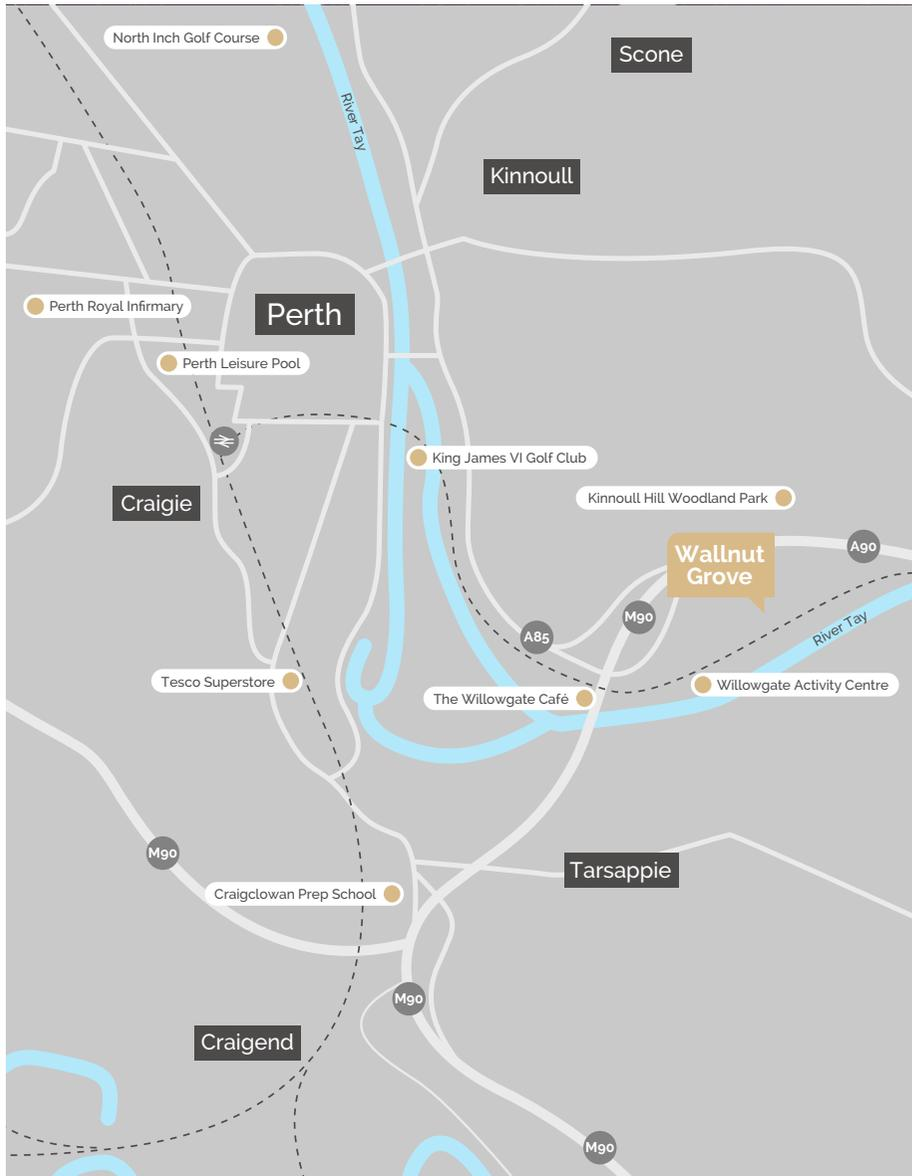 North Inch Golf Course
Scone
River Tay
Kinnoull
Perth Royal Infirmary
Perth
Perth Leisure Pool
King James VI Golf Club
Craigie
Kinnoull Hill Woodland Park
Wallnut
Grove
A90
M90
A85
River Tay
Tesco Superstore
The Willowgate Café
Willowgate Activity Centre
M90
Tarsappie
Craigclowan Prep School
M90
Craigend
M90